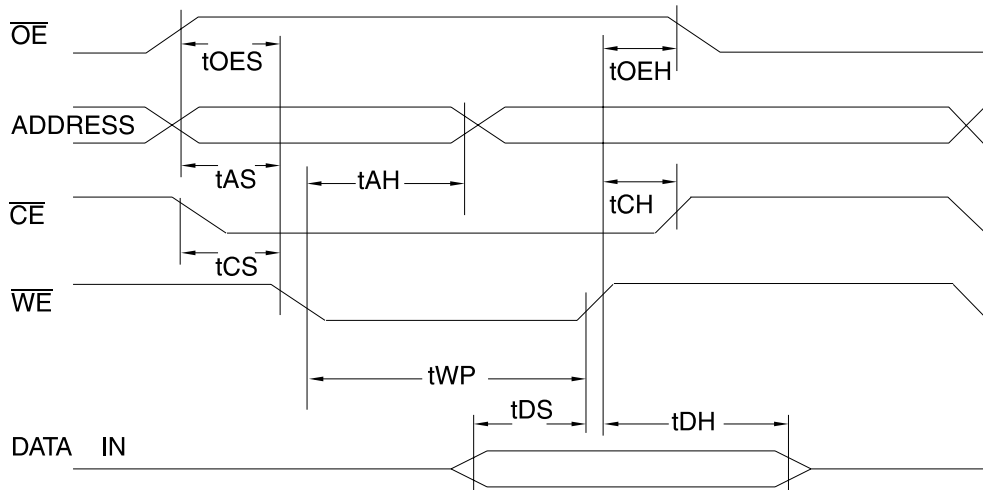 OE
tOES
tOEH
ADDRESS
tAS
tAH
tCH
CE
tCS
WE
tWP
tDS
tDH
DATA IN